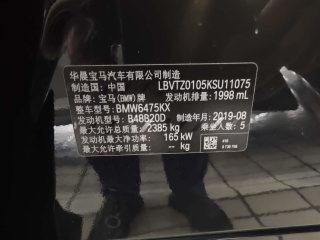 华晨宝马汽车有限公司制造
制造国: 中国 LBVTZ0105KSU11075
品牌: 宝马(BMW)牌 发动机排量: 1998 mL
整车型号: BMW6475KX
发动机型号: B48B20D 制造年月: 2019-08
最大允许总质量: 2385 kg 乘坐人数: 5
发动机最大净功率: 165 kW
最大允许牵引质量: -- kg